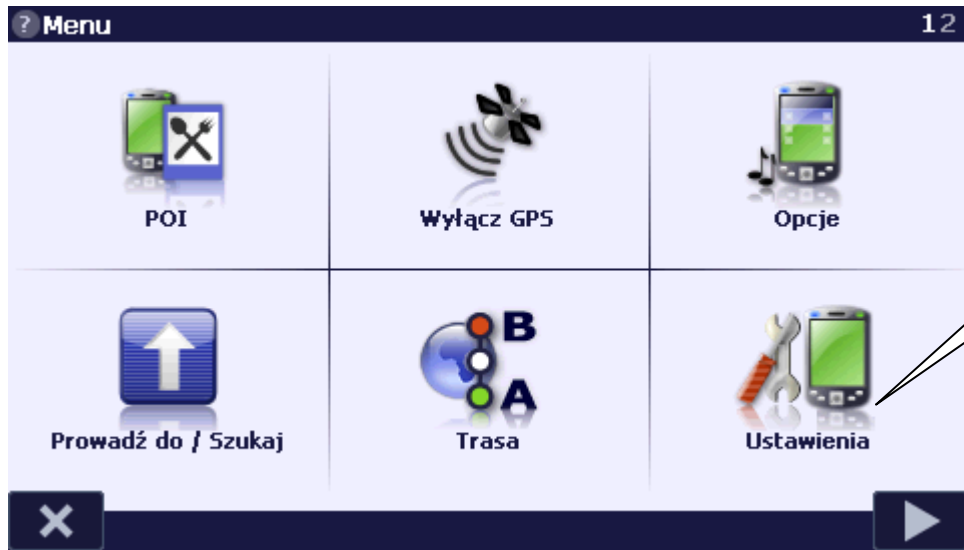 ? Menu
12
POI
Wyłącz GPS
Opcje
B
A
Prowadź do / Szukaj
Trasa
Ustawienia